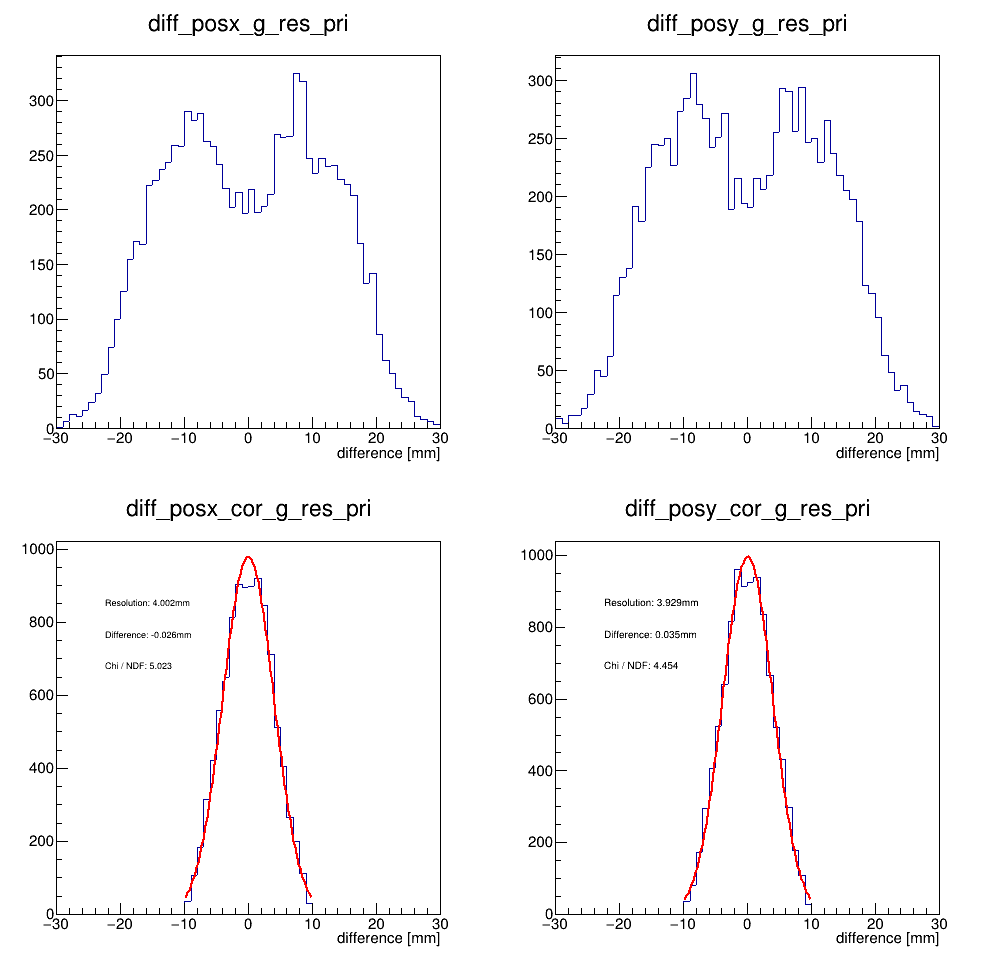 diff_posx_g_res_pri
300
250
200
150
100
50
0
−30 −20 −10 0 10 20 30
difference [mm]
diff_posy_g_res_pri
300
250
200
150
100
50
0
−30 −20 −10 0 10 20 30
difference [mm]
diff_posx_cor_g_res_pri
1000
800
600
400
200
0
Resolution: 4.002mm
Difference: -0.026mm
Chi / NDF: 5.023
−30 −20 −10 0 10 20 30
difference [mm]
diff_posy_cor_g_res_pri
1000
800
600
400
200
0
Resolution: 3.929mm
Difference: 0.035mm
Chi / NDF: 4.454
−30 −20 −10 0 10 20 30
difference [mm]